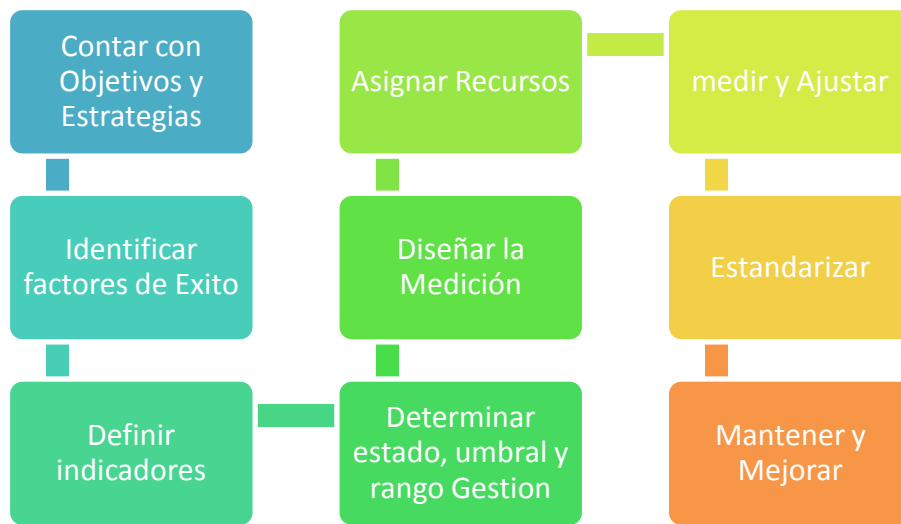 Contar con
Objetivos y
Estrategias
Identificar
factores de Exito
Definir
indicadores
Determinar
estado, umbral y
rango Gestion
Diseñar la
Medición
Asignar Recursos
medir y Ajustar
Estandarizar
Mantener y
Mejorar